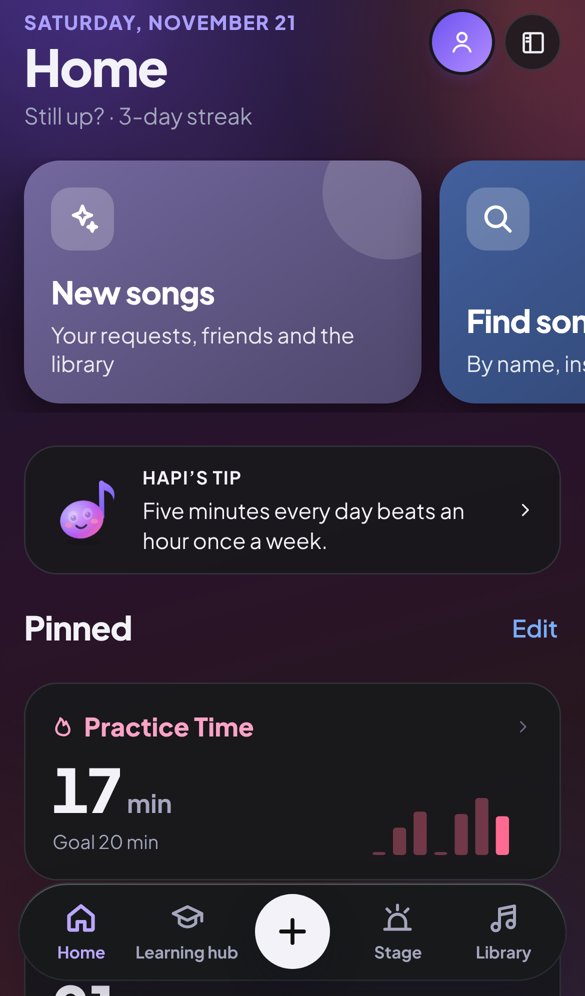 SATURDAY, NOVEMBER 21
Home
Still up? · 3-day streak
New songs
Your requests, friends and the
library
Find son
By name, ins
HAPI’S TIP
Five minutes every day beats an
hour once a week.
Pinned
Edit
Practice Time
17 min
Goal 20 min
Home
Learning hub
Stage
Library